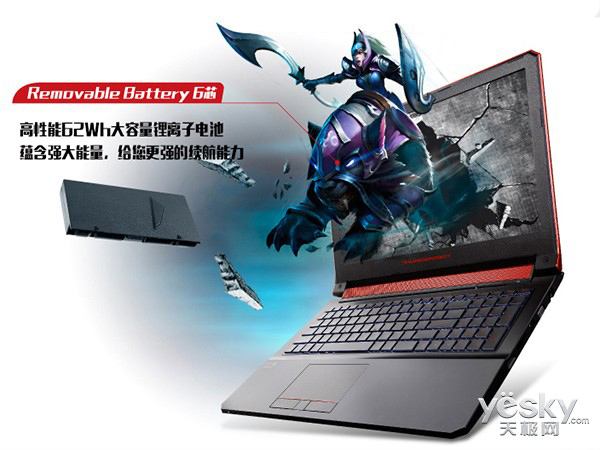 Removable Battery 6芯
高性能62Wh大容量锂离子电池
蕴含强大能量，给您更强的续航能力
yesky.com
天极网